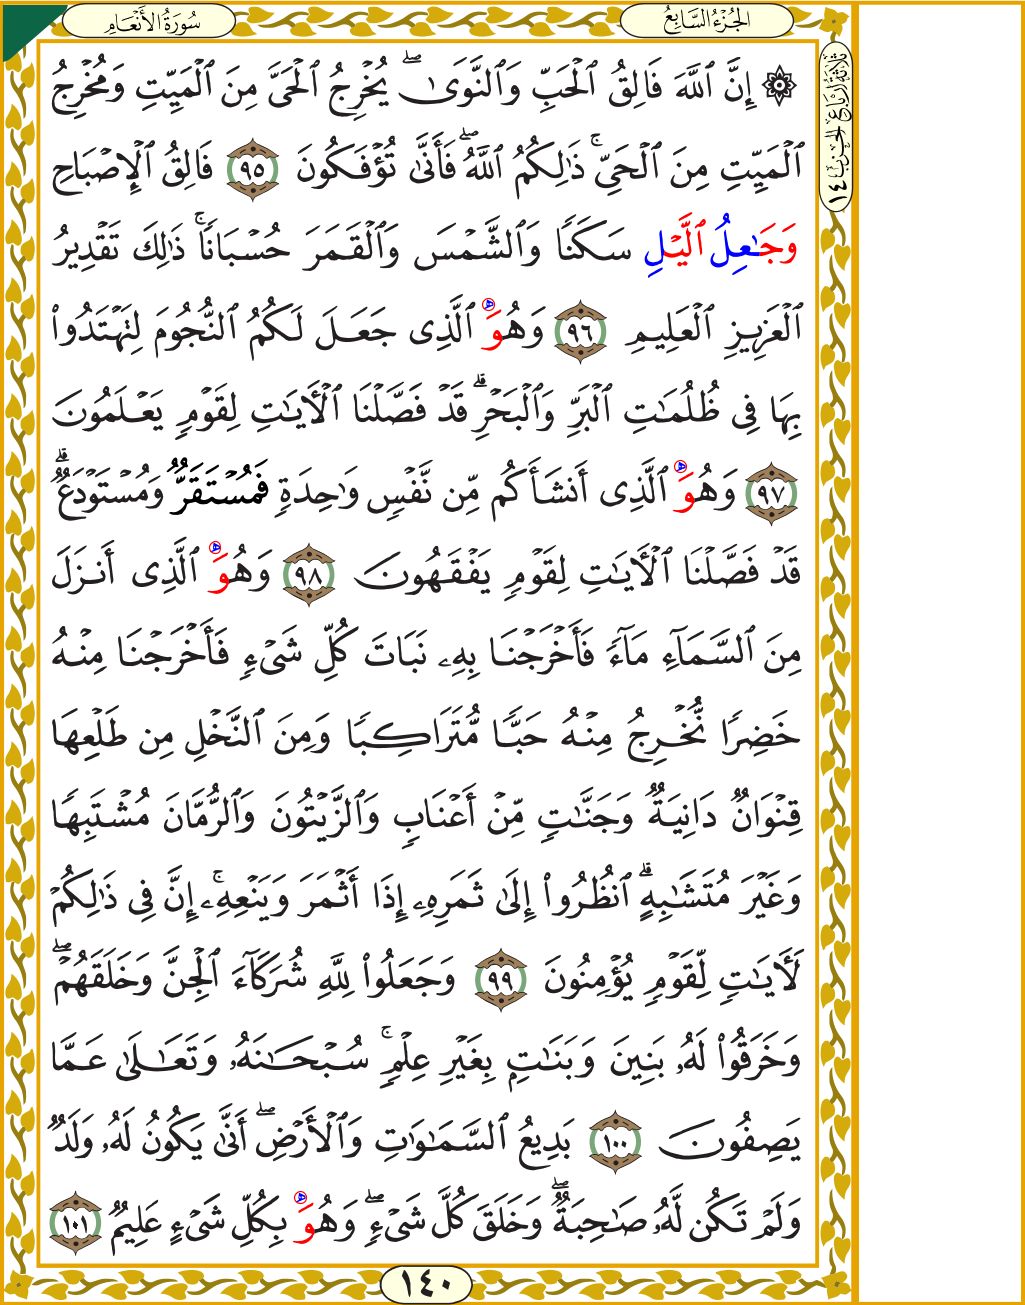 سُورَةُ الأَنْعَامِ
الجُزْءُ السَّابِعُ
ثَلَاثَةُ أَرْبَاعِ الحِزْبِ ١٤
۞ إِنَّ ٱللَّهَ فَالِقُ ٱلْحَبِّ وَٱلنَّوَىٰۖ يُخْرِجُ ٱلْحَىَّ مِنَ ٱلْمَيِّتِ وَمُخْرِجُ
ٱلْمَيِّتِ مِنَ ٱلْحَىِّۚ ذَٰلِكُمُ ٱللَّهُۖ فَأَنَّىٰ تُؤْفَكُونَ ٩٥ فَالِقُ ٱلْإِصْبَاحِ
وَجَٰعِلُ ٱلَّيْلِ سَكَنًا وَٱلشَّمْسَ وَٱلْقَمَرَ حُسْبَانًاۚ ذَٰلِكَ تَقْدِيرُ
ٱلْعَزِيزِ ٱلْعَلِيمِ ٩٦ وَهُوَ ٱلَّذِى جَعَلَ لَكُمُ ٱلنُّجُومَ لِتَهْتَدُوا۟
بِهَا فِى ظُلُمَٰتِ ٱلْبَرِّ وَٱلْبَحْرِۗ قَدْ فَصَّلْنَا ٱلْأَيَٰتِ لِقَوْمٍ يَعْلَمُونَ
٩٧ وَهُوَ ٱلَّذِى أَنشَأَكُم مِّن نَّفْسٍ وَٰحِدَةٍ فَمُسْتَقَرٌّ وَمُسْتَوْدَعٌۗ
قَدْ فَصَّلْنَا ٱلْأَيَٰتِ لِقَوْمٍ يَفْقَهُونَ ٩٨ وَهُوَ ٱلَّذِى أَنزَلَ
مِنَ ٱلسَّمَآءِ مَآءً فَأَخْرَجْنَا بِهِۦ نَبَاتَ كُلِّ شَىْءٍ فَأَخْرَجْنَا مِنْهُ
خَضِرًا نُّخْرِجُ مِنْهُ حَبًّا مُّتَرَاكِبًا وَمِنَ ٱلنَّخْلِ مِن طَلْعِهَا
قِنْوَانٌ دَانِيَةٌ وَجَنَّٰتٍ مِّنْ أَعْنَابٍ وَٱلزَّيْتُونَ وَٱلرُّمَّانَ مُشْتَبِهًا
وَغَيْرَ مُتَشَٰبِهٍۗ ٱنظُرُوا۟ إِلَىٰ ثَمَرِهِۦ إِذَا أَثْمَرَ وَيَنْعِهِۦۚ إِنَّ فِى ذَٰلِكُمْ
لَأَيَٰتٍ لِّقَوْمٍ يُؤْمِنُونَ ٩٩ وَجَعَلُوا۟ لِلَّهِ شُرَكَآءَ ٱلْجِنَّ وَخَلَقَهُمْۖ
وَخَرَقُوا۟ لَهُۥ بَنِينَ وَبَنَٰتٍ بِغَيْرِ عِلْمٍۚ سُبْحَٰنَهُۥ وَتَعَٰلَىٰ عَمَّا
يَصِفُونَ ١٠٠ بَدِيعُ ٱلسَّمَٰوَٰتِ وَٱلْأَرْضِۖ أَنَّىٰ يَكُونُ لَهُۥ وَلَدٌ
وَلَمْ تَكُن لَّهُۥ صَٰحِبَةٌۖ وَخَلَقَ كُلَّ شَىْءٍۖ وَهُوَ بِكُلِّ شَىْءٍ عَلِيمٌ ١٠١
١٤٠